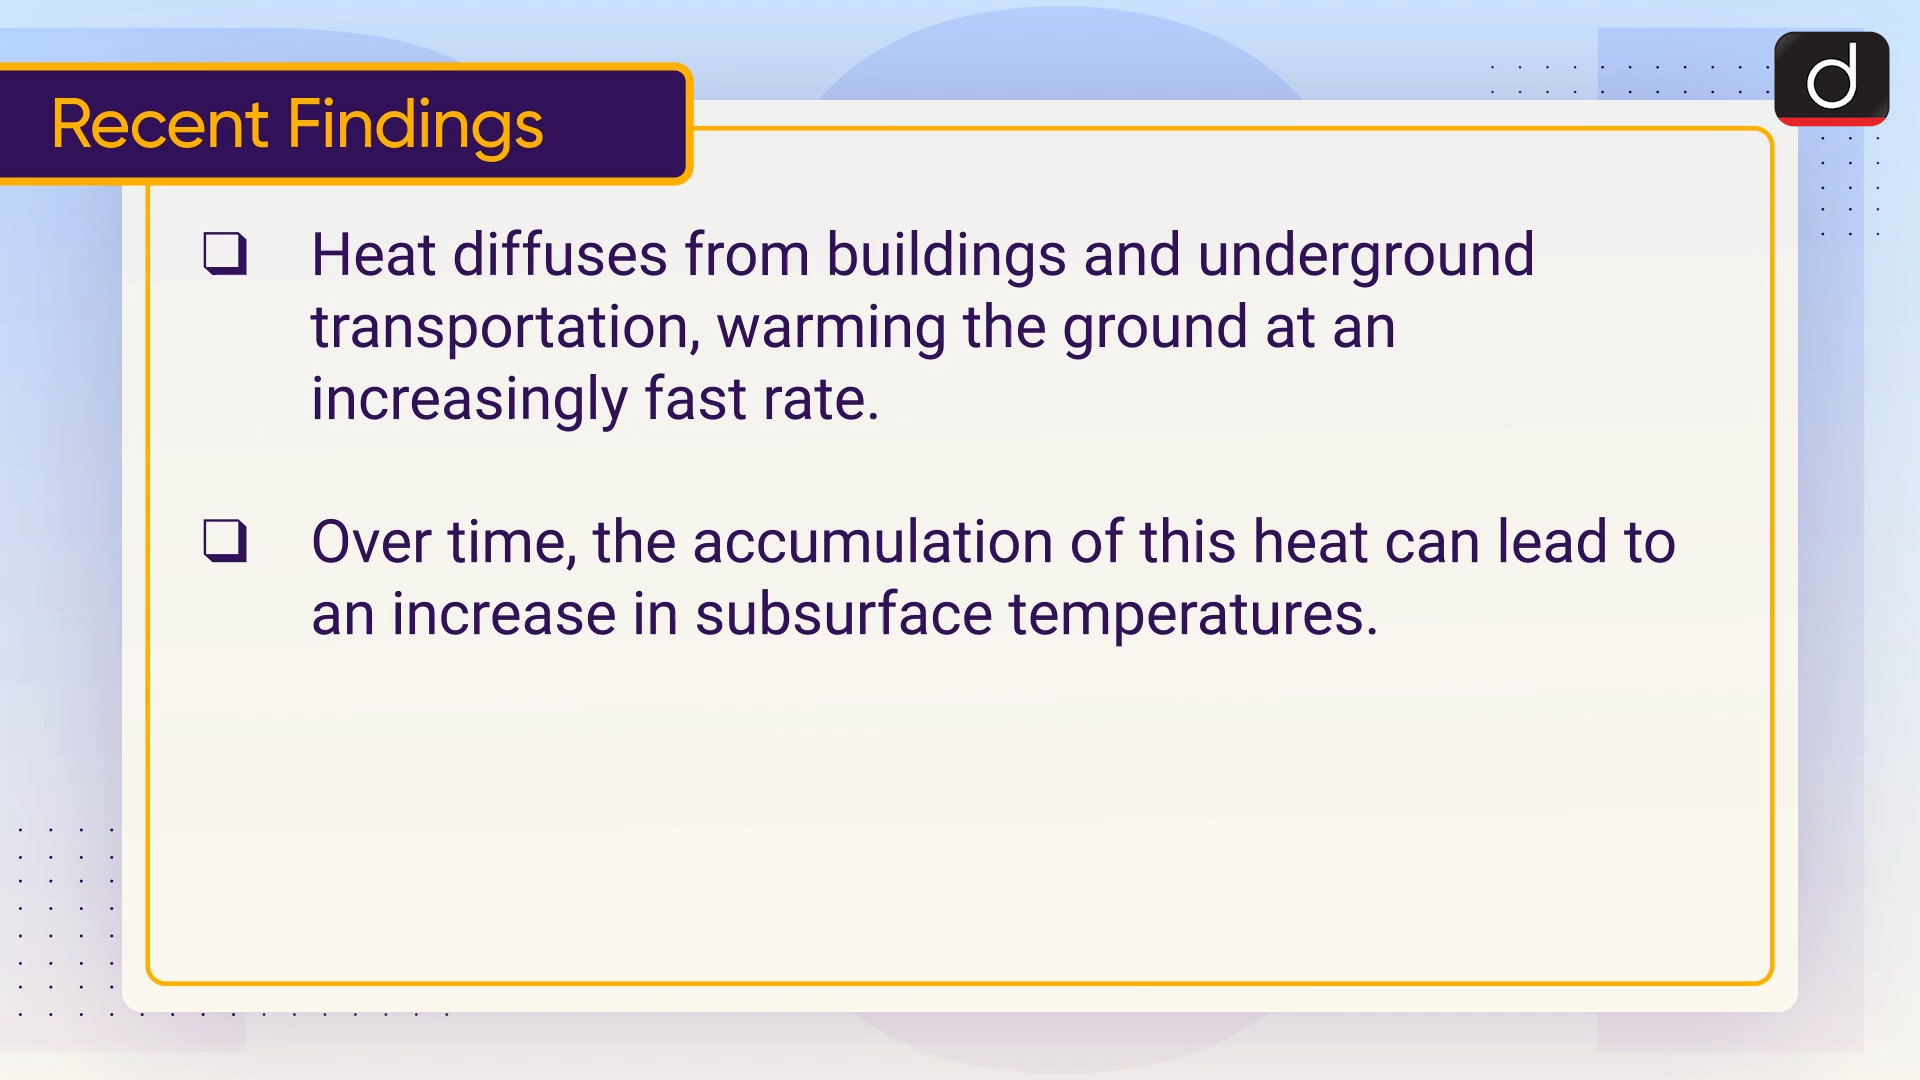 Recent Findings
d
❑ Heat diffuses from buildings and underground
transportation, warming the ground at an
increasingly fast rate.
❑ Over time, the accumulation of this heat can lead to
an increase in subsurface temperatures.